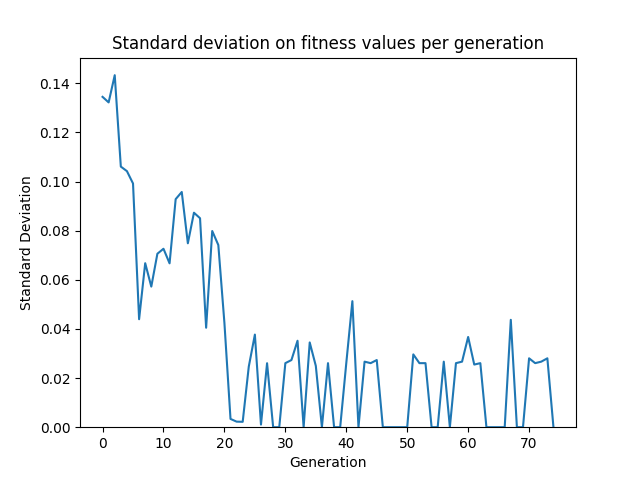 Standard deviation on fitness values per generation
0.14
0.12
0.10
0.08
0.06
0.04
0.02
0.00
Standard Deviation
0 10 20 30 40 50 60 70
Generation